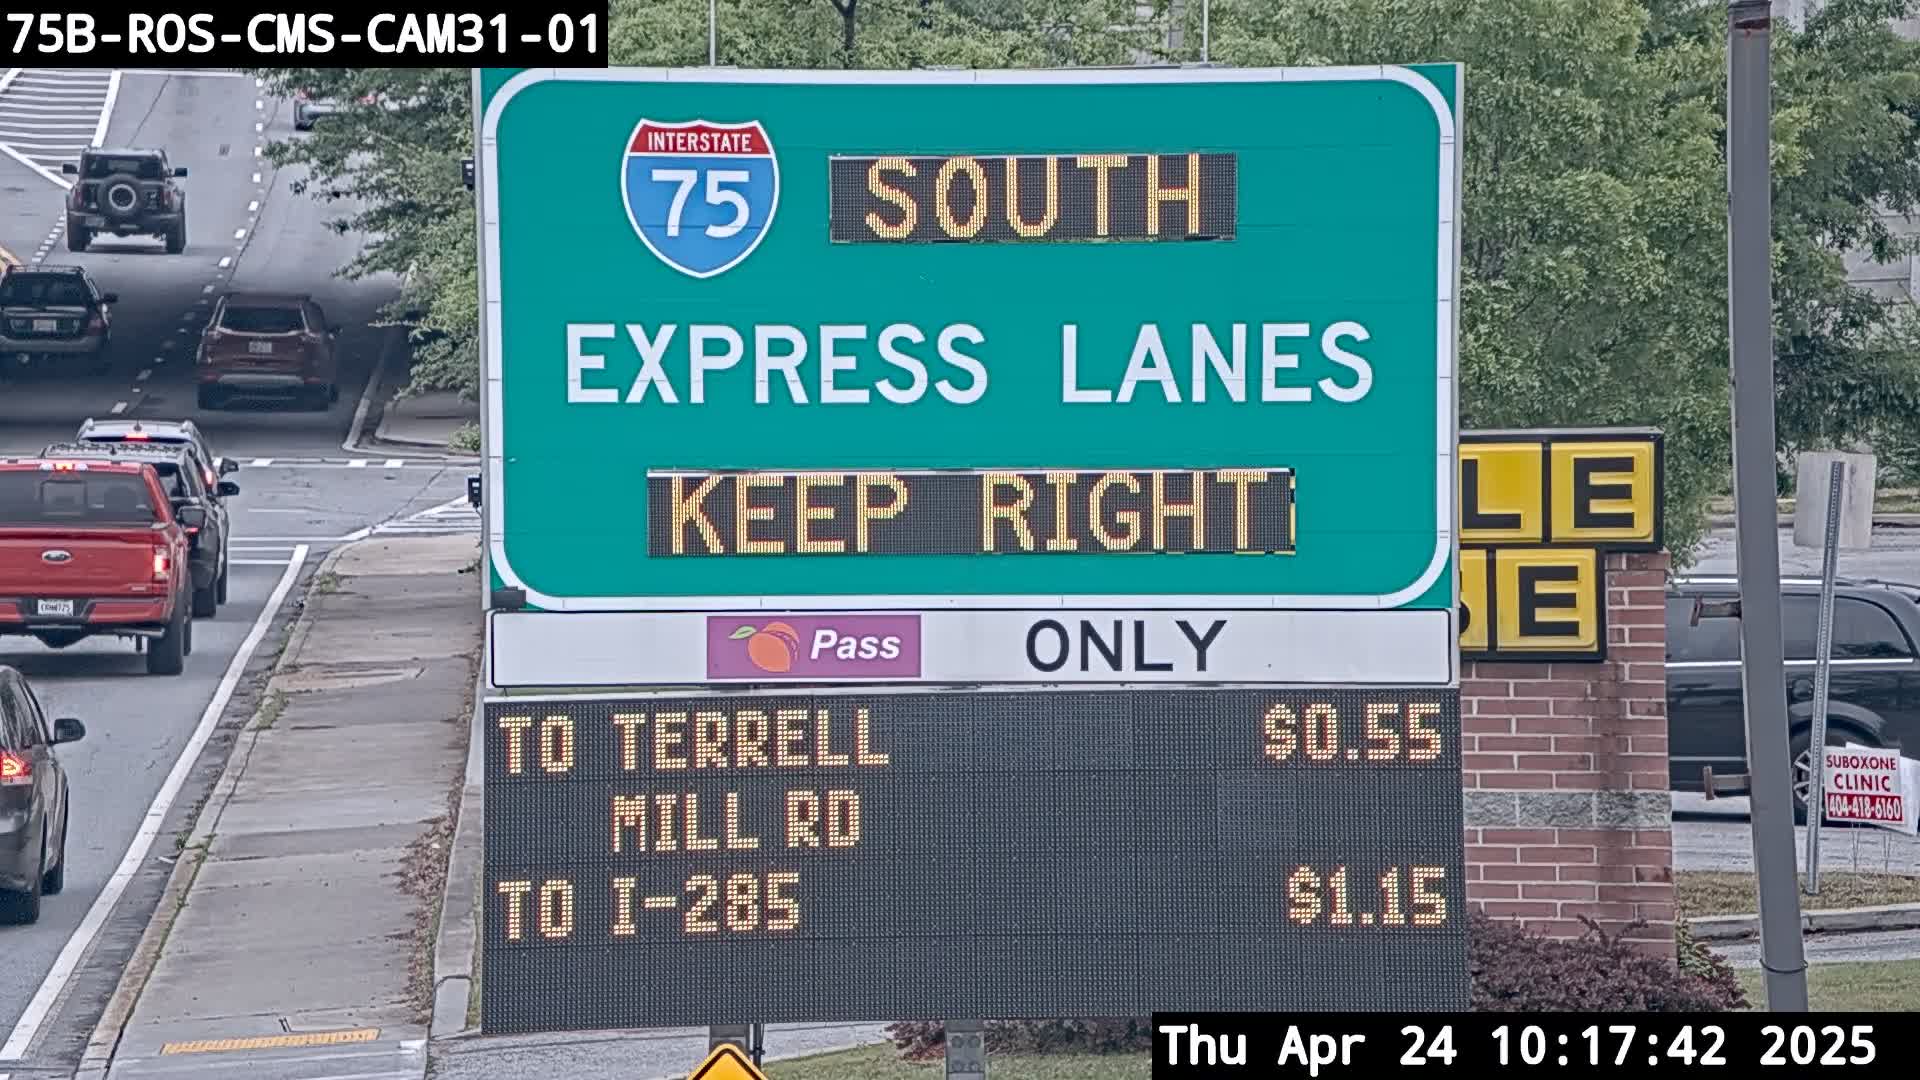 75B-ROS-CMS-CAM31-01
INTERSTATE
75
SOUTH
EXPRESS LANES
KEEP RIGHT
Pass ONLY
TO TERRELL $0.55
MILL RD
TO I-285 $1.15
LE
E
SUBOXONE
CLINIC
404-418-6160
Thu Apr 24 10:17:42 2025